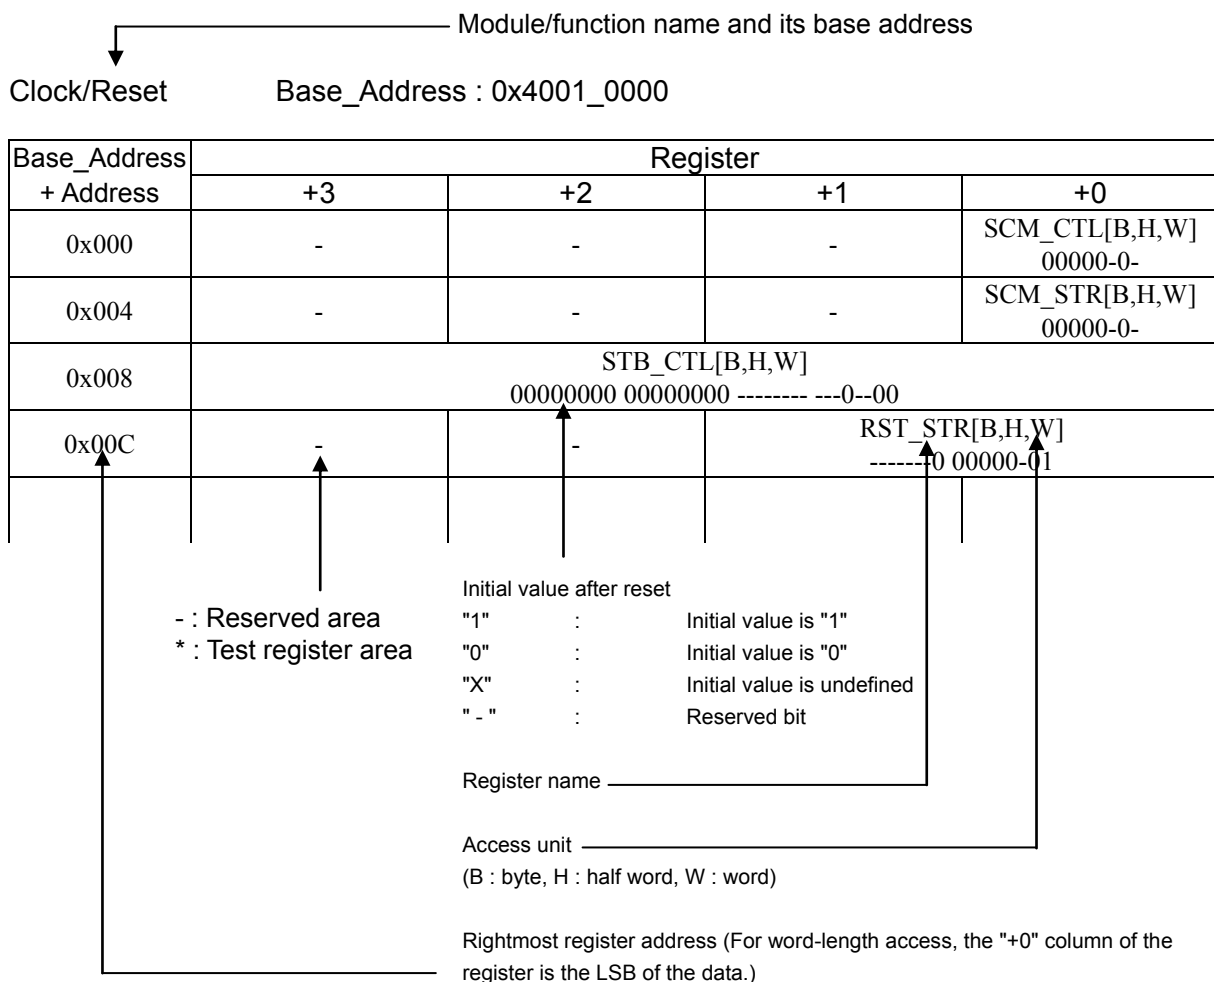 Module/function name and its base address
Clock/Reset Base_Address : 0x4001_0000
Base_Address + Address Register
+3 +2 +1 +0
0x000 - - - SCM_CTL[B,H,W]
00000-0-
0x004 - - - SCM_STR[B,H,W]
00000-0-
0x008 STB_CTL[B,H,W]
00000000 00000000 -------- ---0--00
0x00C - - RST_STR[B,H,W]
-------0 00000-01
- : Reserved area
* : Test register area
Initial value after reset
"1" : Initial value is "1"
"0" : Initial value is "0"
"X" : Initial value is undefined
" - " : Reserved bit
Register name
Access unit
(B : byte, H : half word, W : word)
Rightmost register address (For word-length access, the "+0" column of the
register is the LSB of the data.)